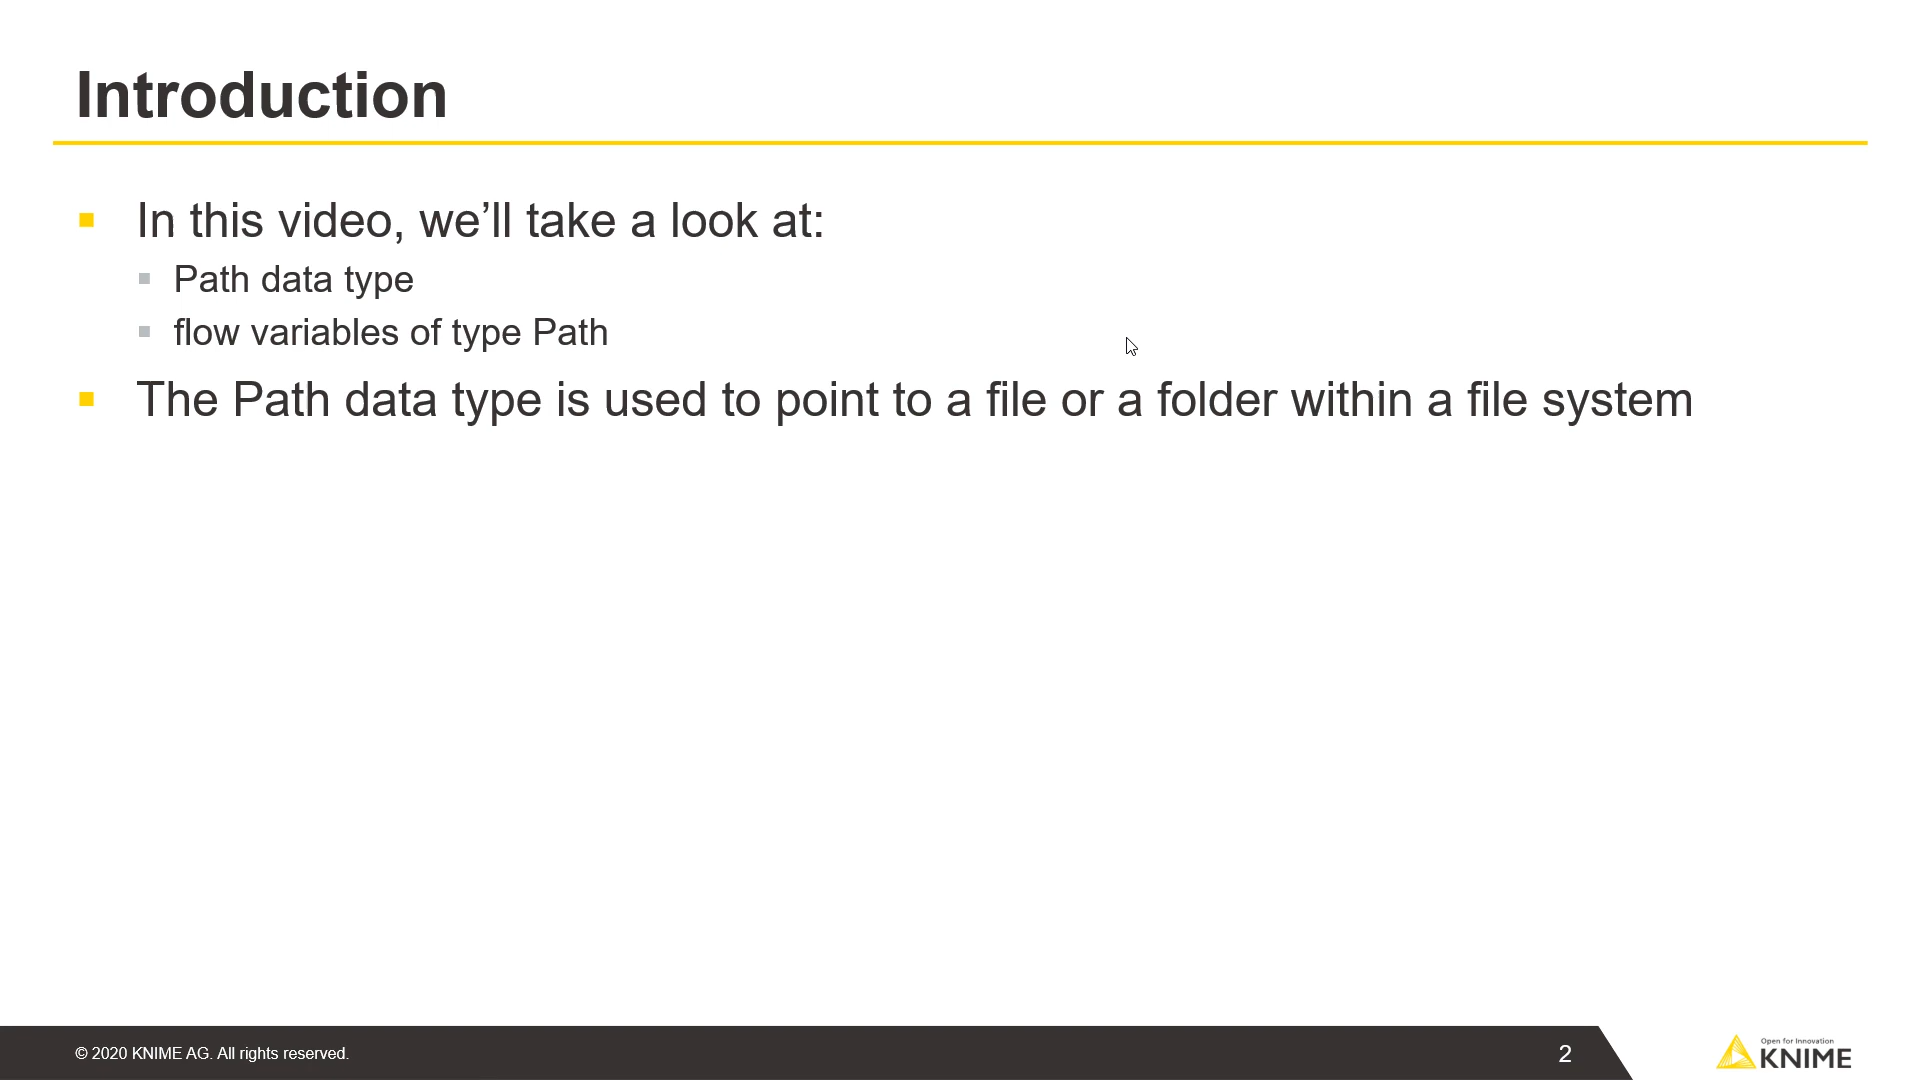 Introduction
In this video, we’ll take a look at:
Path data type
flow variables of type Path
The Path data type is used to point to a file or a folder within a file system
© 2020 KNIME AG. All rights reserved.
2
Open for Innovation
KNIME